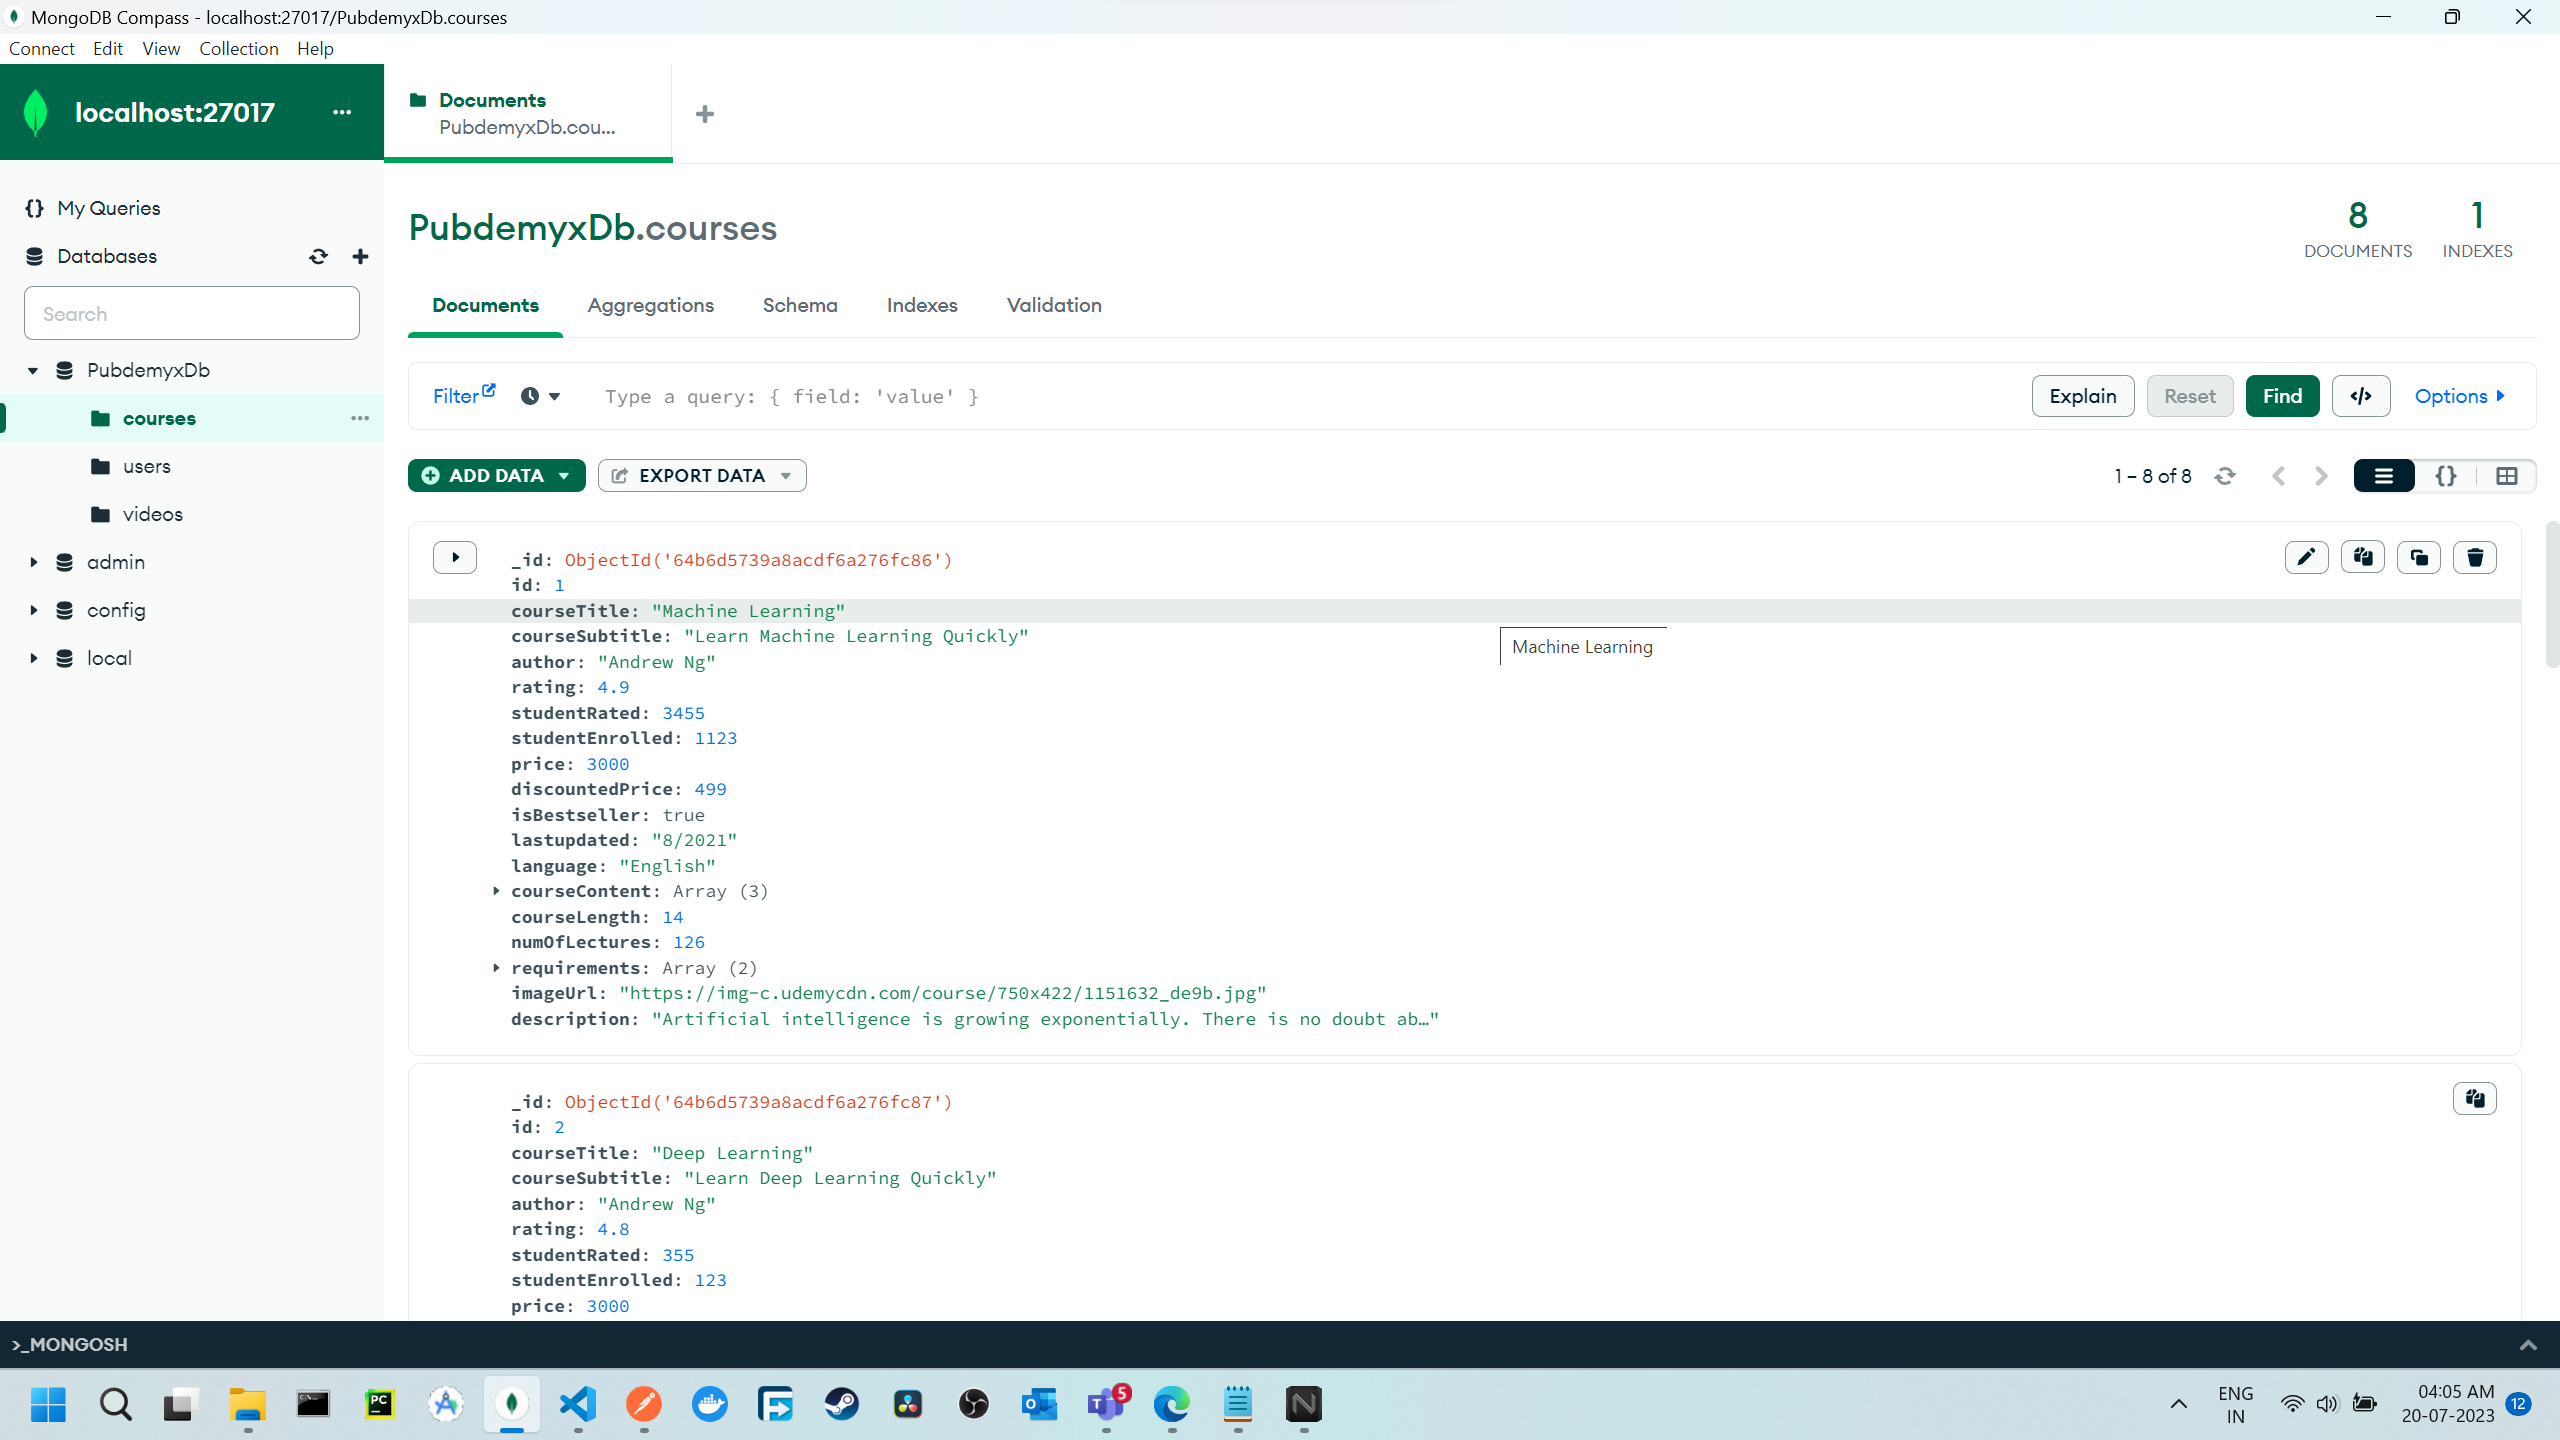 MongoDB Compass - localhost:27017/PubdemyxDb.courses
Connect Edit View Collection Help
localhost:27017
Documents
PubdemyxDb.cou...
My Queries
Databases
Search
PubdemyxDb
courses
users
videos
admin
config
local
PubdemyxDb.courses
8
DOCUMENTS
1
INDEXES
Documents Aggregations Schema Indexes Validation
Filter Type a query: { field: 'value' } Explain Reset Find </> Options
ADD DATA EXPORT DATA 1 – 8 of 8 {}
_id: ObjectId('64b6d5739a8acdf6a276fc86')
id: 1
courseTitle: "Machine Learning"
courseSubtitle: "Learn Machine Learning Quickly"
Machine Learning
author: "Andrew Ng"
rating: 4.9
studentRated: 3455
studentEnrolled: 1123
price: 3000
discountedPrice: 499
isBestseller: true
lastupdated: "8/2021"
language: "English"
courseContent: Array (3)
courseLength: 14
numOfLectures: 126
requirements: Array (2)
imageUrl: "https://img-c.udemycdn.com/course/750x422/1151632_de9b.jpg"
description: "Artificial intelligence is growing exponentially. There is no doubt ab…"
_id: ObjectId('64b6d5739a8acdf6a276fc87')
id: 2
courseTitle: "Deep Learning"
courseSubtitle: "Learn Deep Learning Quickly"
author: "Andrew Ng"
rating: 4.8
studentRated: 355
studentEnrolled: 123
price: 3000
>_MONGOSH
PC
5
ENG
IN
04:05 AM
20-07-2023
12